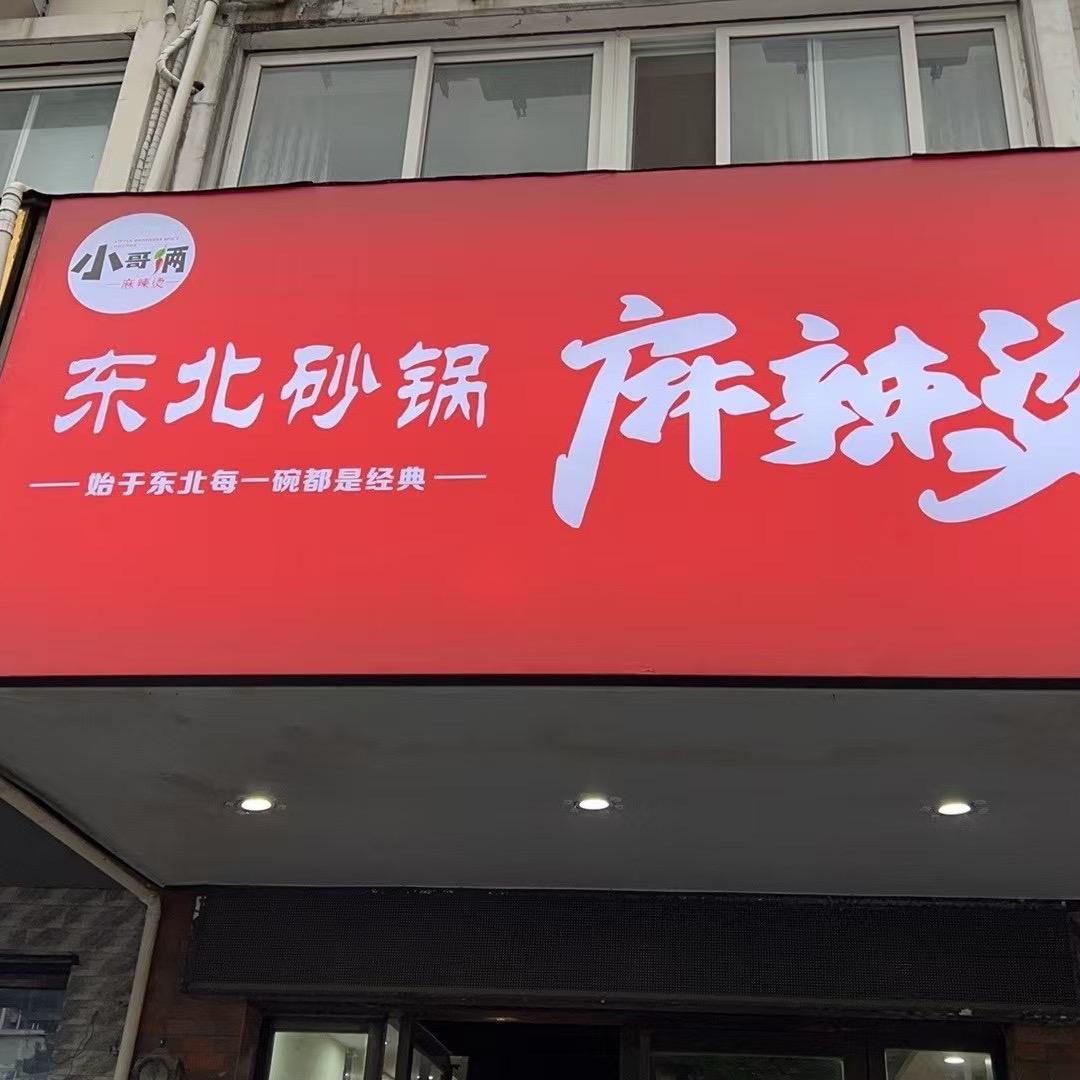 小哥俩
麻辣烫
东北砂锅
麻辣烫
始于东北每一碗都是经典